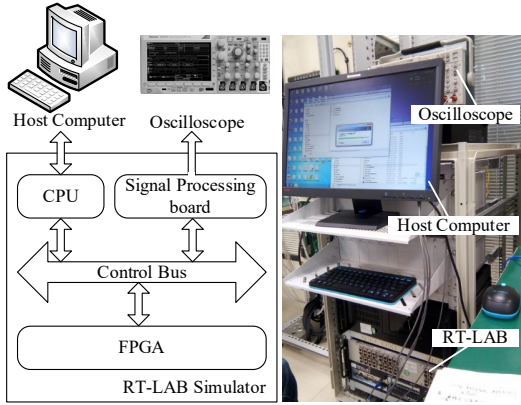 Host Computer
Oscilloscope
CPU
Signal Processing
board
Control Bus
FPGA
RT-LAB Simulator
Oscilloscope
Host Computer
RT-LAB